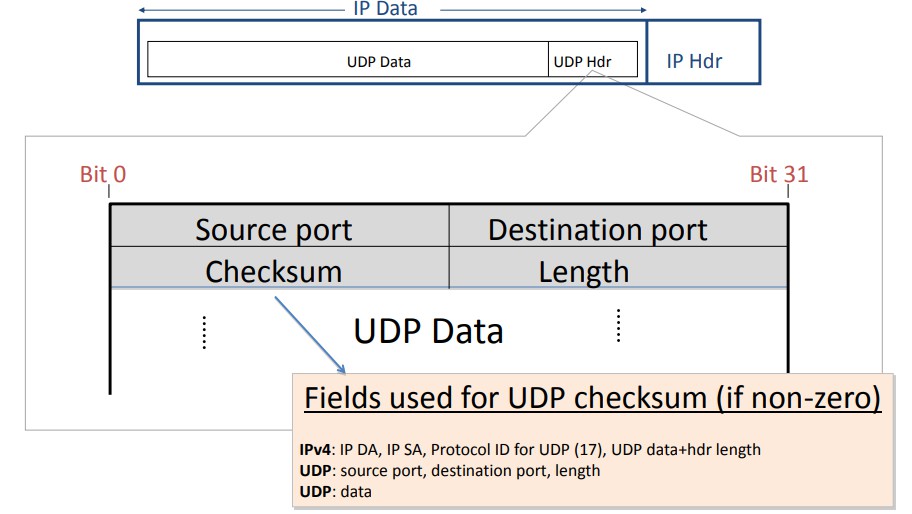 IP Data
UDP Data UDP Hdr IP Hdr
Bit 0 Bit 31
Source port Destination port
Checksum Length
UDP Data
Fields used for UDP checksum (if non-zero)
IPv4: IP DA, IP SA, Protocol ID for UDP (17), UDP data+hdr length
UDP: source port, destination port, length
UDP: data